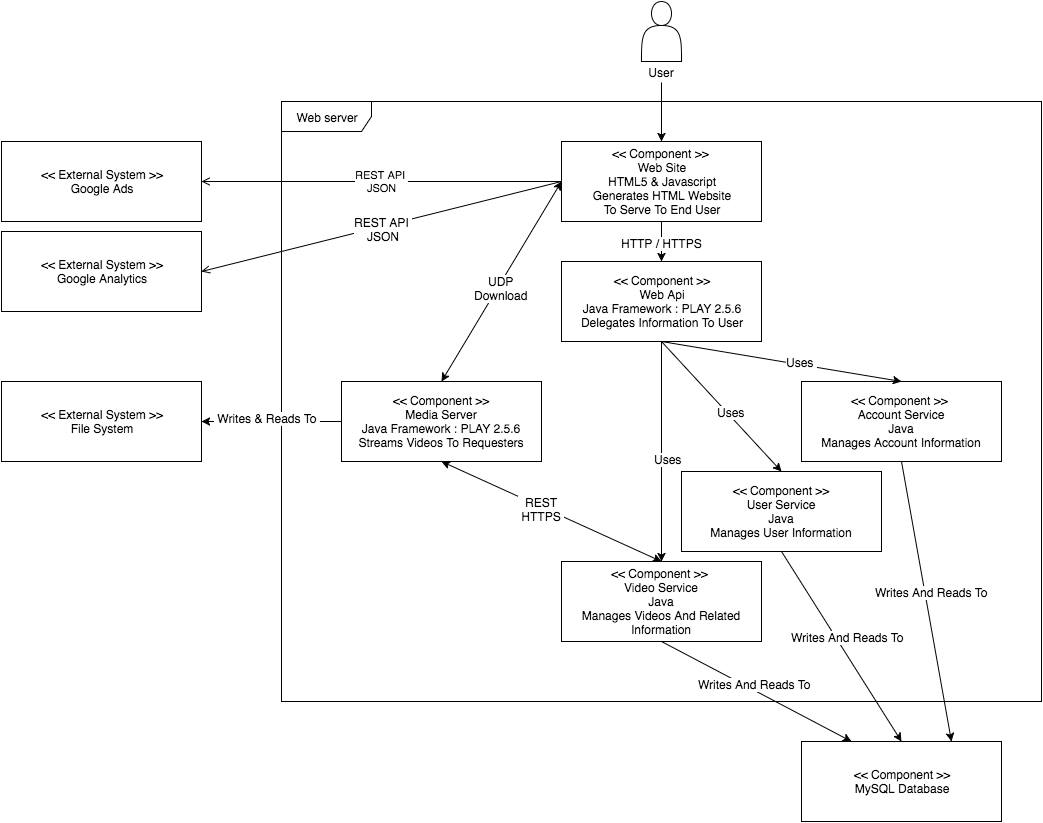 User
Web server
<< Component >>
Web Site
HTML5 & Javascript
Generates HTML Website
To Serve To End User
<< External System >>
Google Ads
REST API
JSON
<< External System >>
Google Analytics
REST API
JSON
HTTP / HTTPS
<< Component >>
Web Api
Java Framework : PLAY 2.5.6
Delegates Information To User
UDP
Download
Uses
<< External System >>
File System
Writes & Reads To
<< Component >>
Media Server
Java Framework : PLAY 2.5.6
Streams Videos To Requesters
<< Component >>
Account Service
Java
Manages Account Information
Uses
Uses
<< Component >>
User Service
Java
Manages User Information
REST
HTTPS
<< Component >>
Video Service
Java
Manages Videos And Related
Information
Writes And Reads To
Writes And Reads To
Writes And Reads To
<< Component >>
MySQL Database